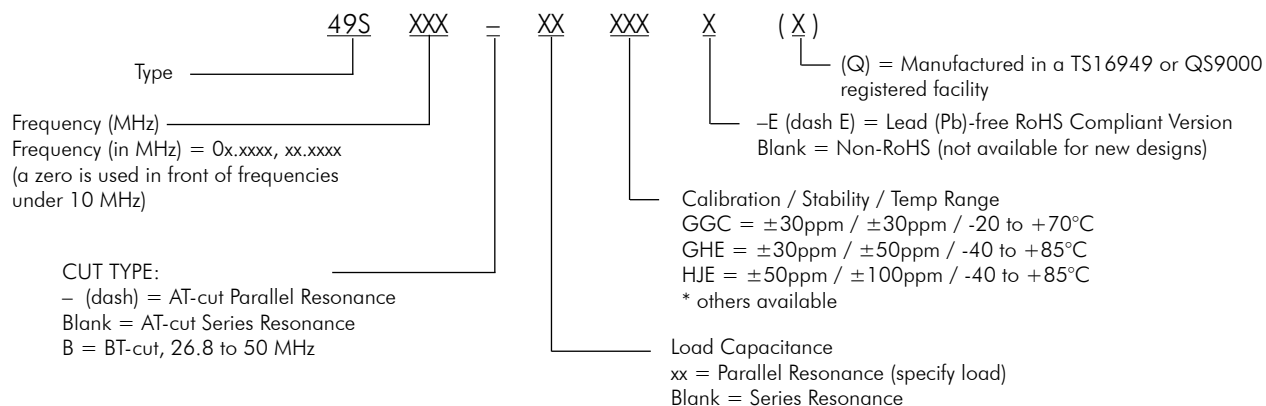 49S XXX – XX XXX X (X)
Type
(Q) = Manufactured in a TS16949 or QS9000
registered facility
Frequency (MHz)
Frequency (in MHz) = 0x.xxxx, xx.xxxx
(a zero is used in front of frequencies
under 10 MHz)
–E (dash E) = Lead (Pb)-free RoHS Compliant Version
Blank = Non-RoHS (not available for new designs)
Calibration / Stability / Temp Range
GGC = ±30ppm / ±30ppm / -20 to +70°C
GHE = ±30ppm / ±50ppm / -40 to +85°C
HJE = ±50ppm / ±100ppm / -40 to +85°C
* others available
CUT TYPE:
– (dash) = AT-cut Parallel Resonance
Blank = AT-cut Series Resonance
B = BT-cut, 26.8 to 50 MHz
Load Capacitance
xx = Parallel Resonance (specify load)
Blank = Series Resonance